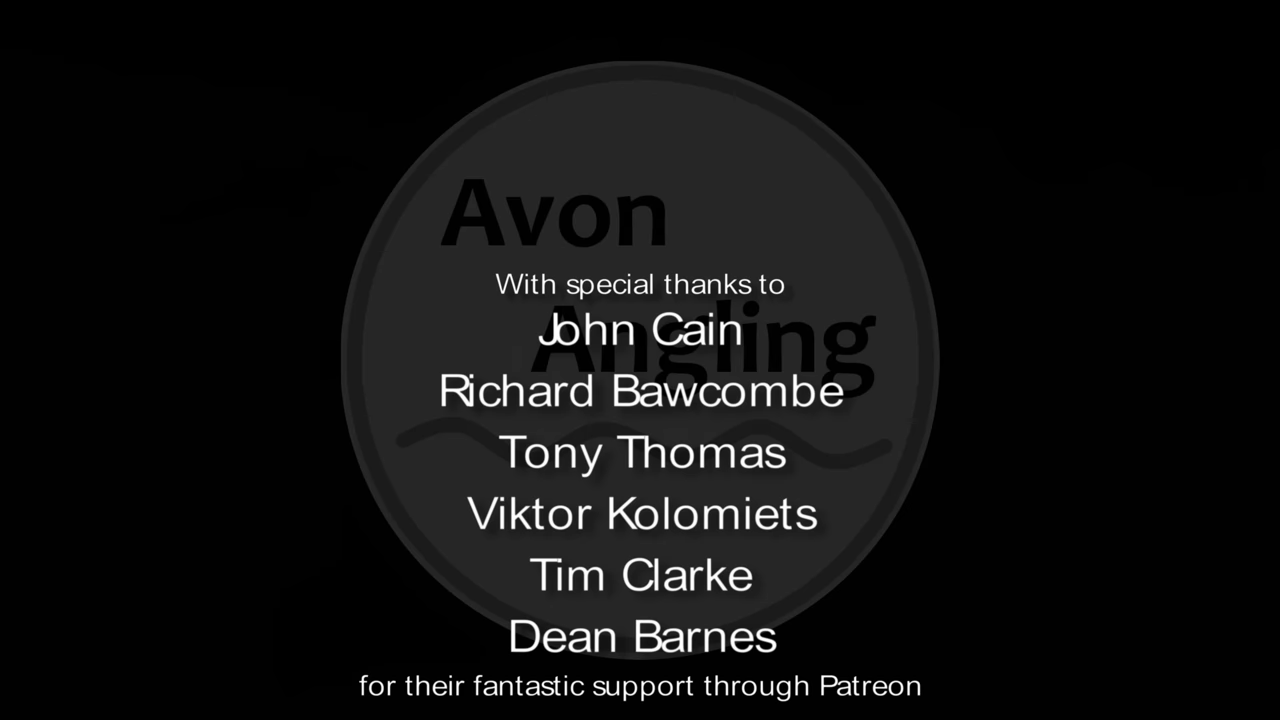 Avon
With special thanks to
Angling
John Cain
Richard Bawcombe
Tony Thomas
Viktor Kolomiets
Tim Clarke
Dean Barnes
for their fantastic support through Patreon